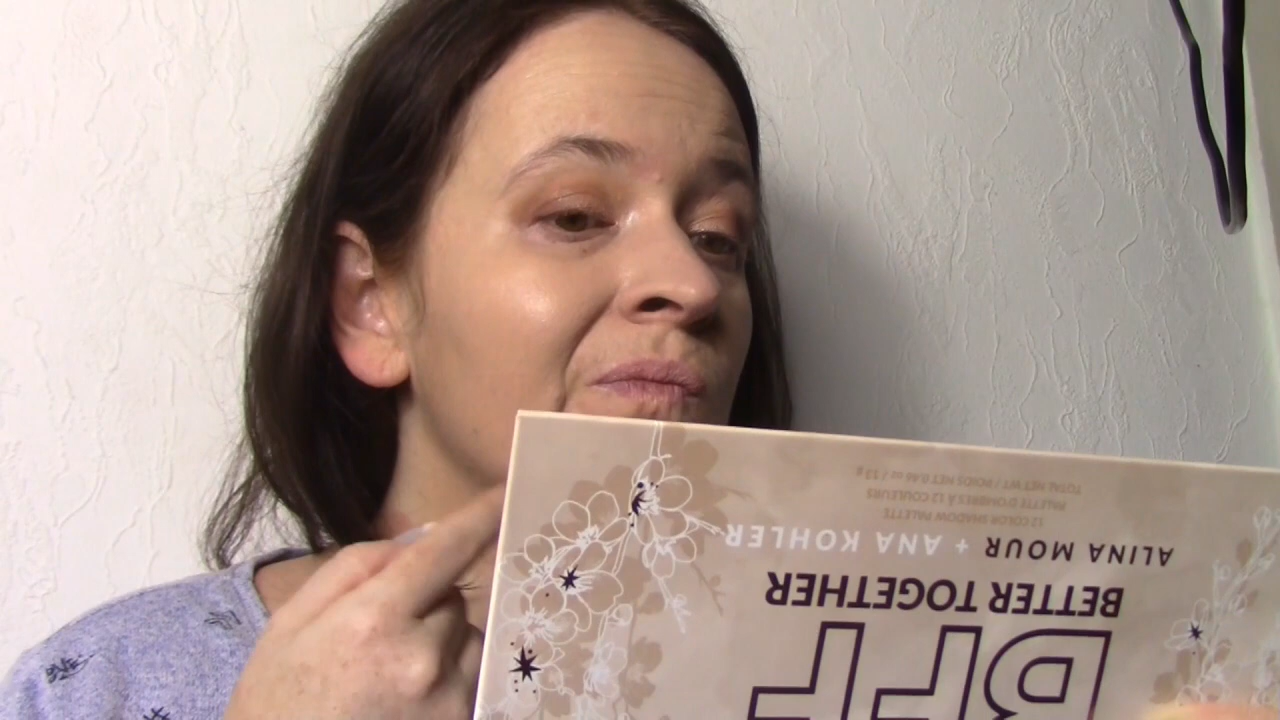 BFF
BETTER TOGETHER
ALINA MOUR + ANA KOHLER
12 COLOR SHADOW PALETTE
PALETTE D'OMBRES À 12 COULEURS
TOTAL NET WT / POIDS NET 0.46 oz / 13 g